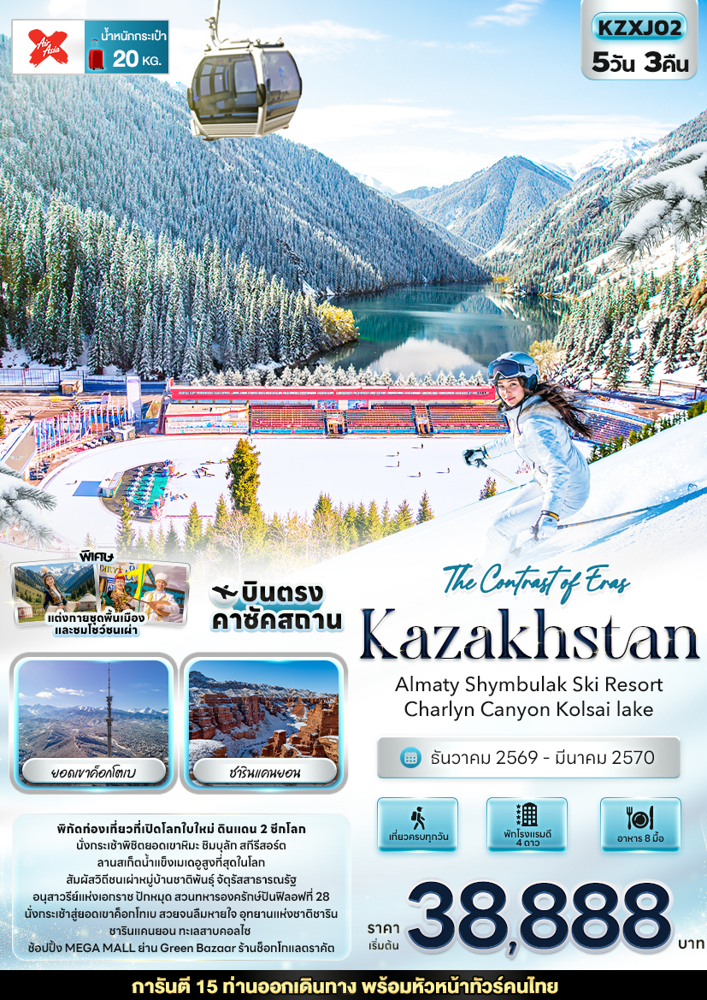 Air Asia X
น้ำหนักกระเป๋า
20 KG.
KZXJ02
5วัน 3คืน
พิเศษ
แต่งกายชุดพื้นเมือง
และชมโชว์ชนเผ่า
บินตรง
คาซัคสถาน
The Contrast of Eras
Kazakhstan
Almaty Shymbulak Ski Resort
Charlyn Canyon Kolsai lake
ยอดเขาค็อกโตเบ
ชารินแคนยอน
ธันวาคม 2569 - มีนาคม 2570
เที่ยวครบทุกวัน
พักโรงแรมดี
4 ดาว
อาหาร 8 มื้อ
พิกัดท่องเที่ยวที่เปิดโลกใบใหม่ ดินแดน 2 ซีกโลก
นั่งกระเช้าพิชิตยอดเขาหิมะ ชิมบูลัก สกีรีสอร์ต
ลานสเก็ตน้ำแข็งเมเดอูสูงที่สุดในโลก
สัมผัสวิถีชนเผ่าหมู่บ้านชาติพันธุ์ จัตุรัสสาธารณรัฐ
อนุสาวรีย์แห่งเอกราช ปักหมุด สวนทหารองครักษ์ปันฟิลอฟที่ 28
นั่งกระเช้าสู่ยอดเขาค็อกโทเบ สวยจนลืมหายใจ อุทยานแห่งชาติชาริน
ชารินแคนยอน ทะเลสาบคอลไซ
ช้อปปิ้ง MEGA MALL ย่าน Green Bazaar ร้านช็อกโกแลตราคัต
ราคา
เริ่มต้น
38,888
บาท
การันตี 15 ท่านออกเดินทาง พร้อมหัวหน้าทัวร์คนไทย